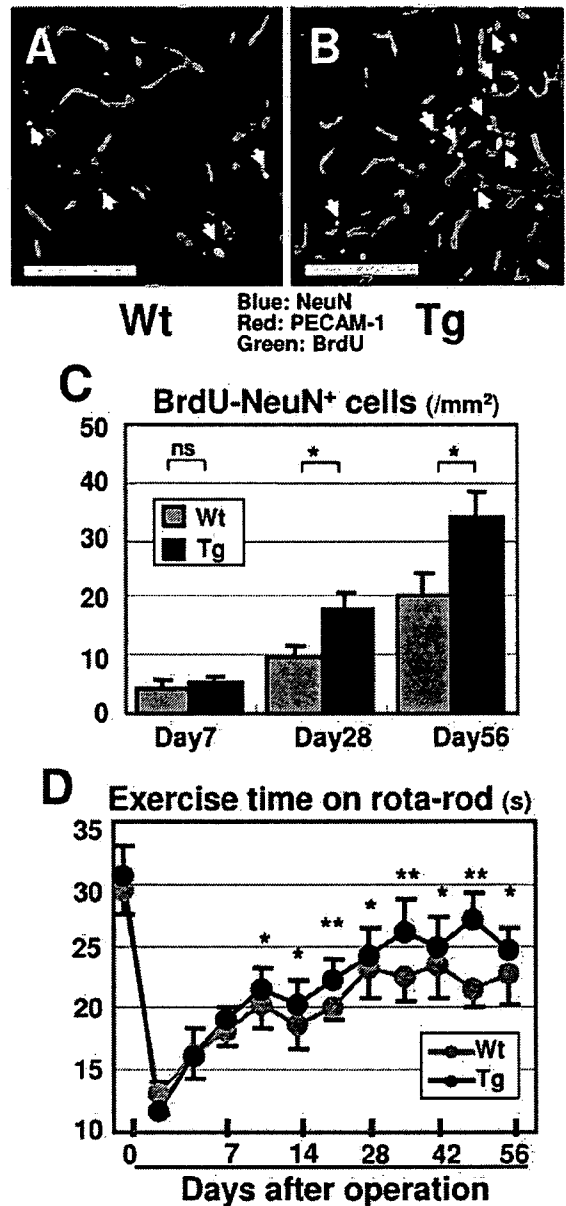 A
B
Wt
Blue: NeuN
Red: PECAM-1
Green: BrdU
Tg
C
BrdU-NeuN⁺ cells (/mm²)
50
40
30
20
10
0
ns
*
*
Wt
Tg
Day7
Day28
Day56
D
Exercise time on rota-rod (s)
35
30
25
20
15
10
*
*
**
*
**
*
**
*
Wt
Tg
0
7
14
28
42
56
Days after operation